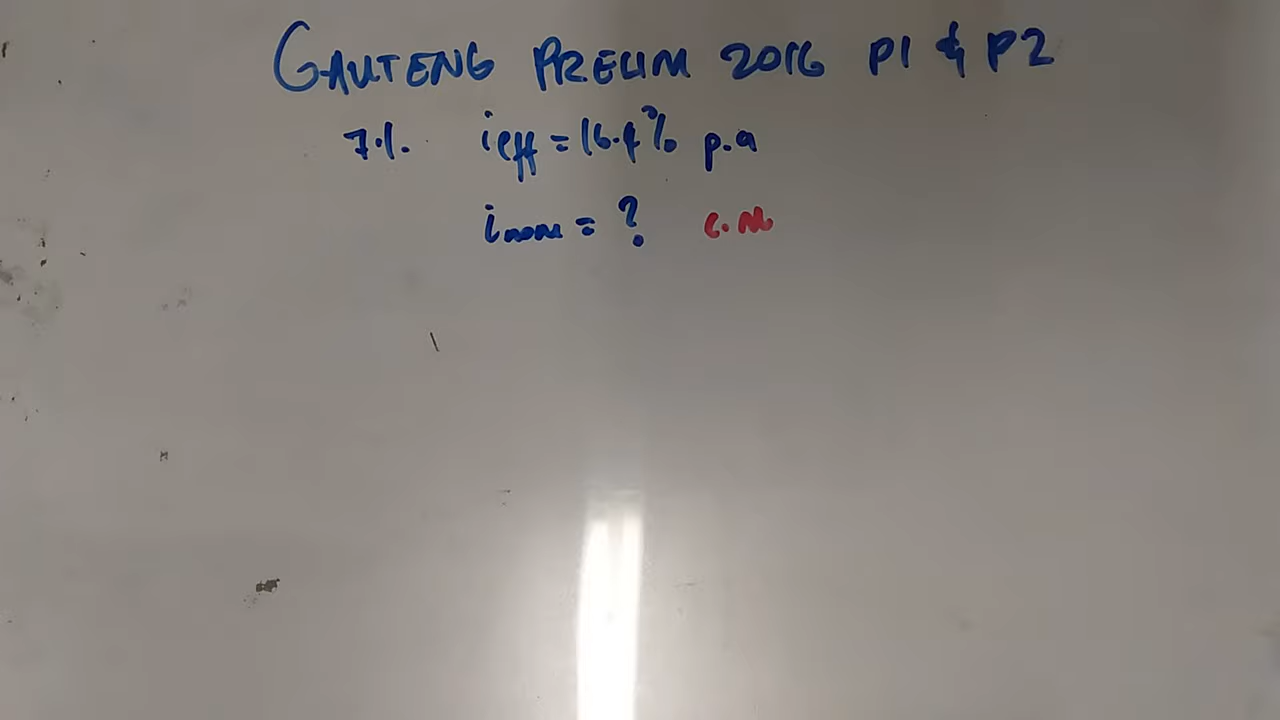 GAUTENG PRELIM 2016 P1 & P2
7.1. ieff = 16.4% p.a
inom = ? c.m